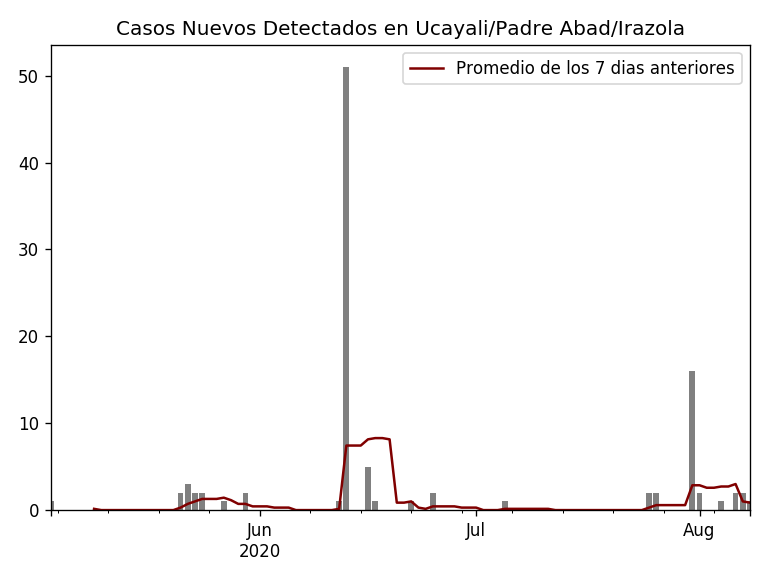 Casos Nuevos Detectados en Ucayali/Padre Abad/Irazola
Promedio de los 7 dias anteriores
50
40
30
20
10
0
Jun
2020
Jul
Aug